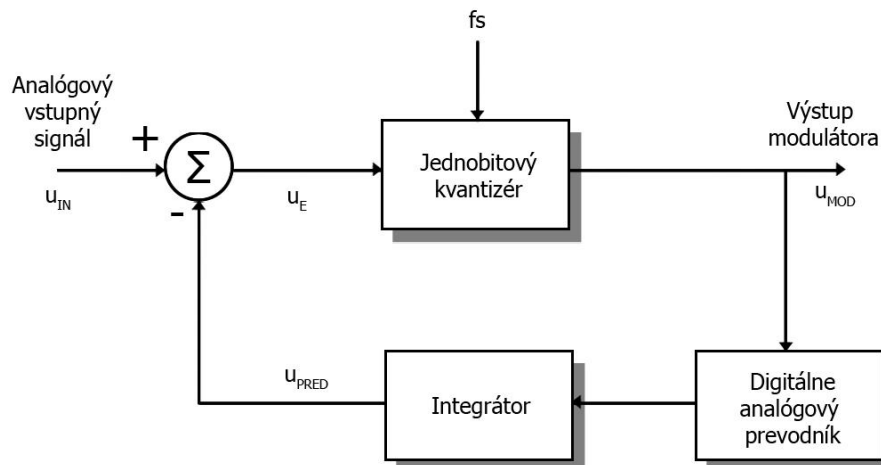 fs
Analógový
vstupný
signál
+
Σ
-
u_IN
u_E
Jednobitový
kvantizér
Výstup
modulátora
u_MOD
u_PRED
Integrátor
Digitálne
analógový
prevodník